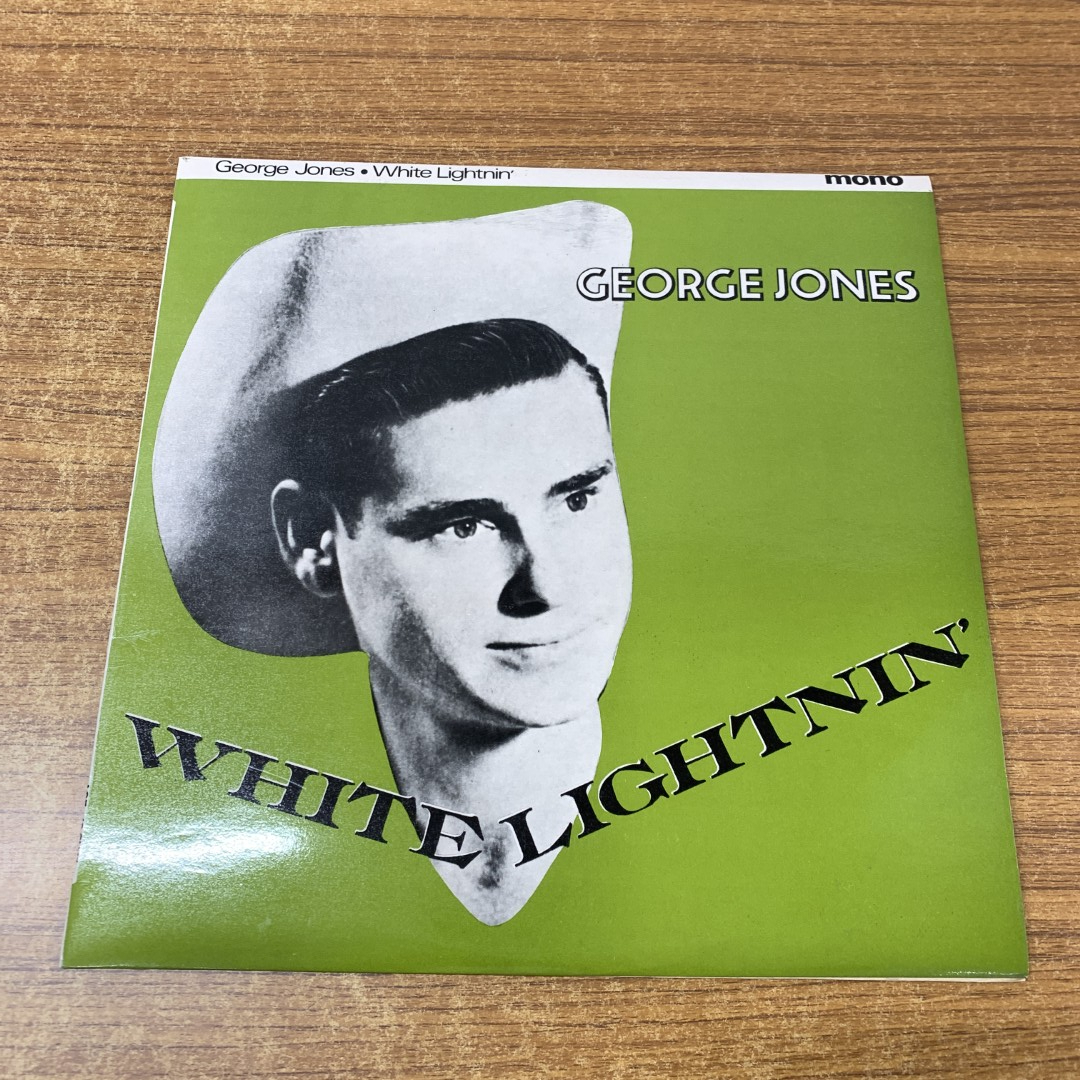 George Jones • White Lightnin'
mono
GEORGE JONES
WHITE LIGHTNIN'